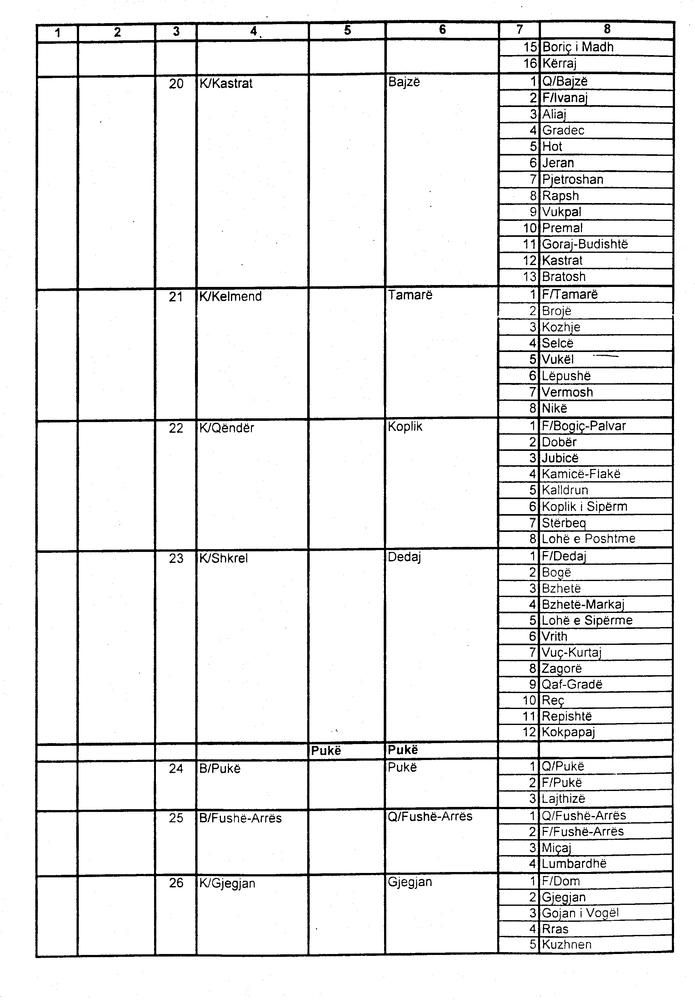 1 2 3 4 5 6 7 8
15 Boriç i Madh
16 Kërraj
20 K/Kastrat Bajzë 1 Q/Bajzë
2 F/Ivanaj
3 Aliaj
4 Gradec
5 Hot
6 Jeran
7 Pjetroshan
8 Rapsh
9 Vukpal
10 Premal
11 Goraj-Budishtë
12 Kastrat
13 Bratosh
21 K/Kelmend Tamarë 1 F/Tamarë
2 Brojë
3 Kozhje
4 Selcë
5 Vukël
6 Lëpushë
7 Vermosh
8 Nikë
22 K/Qëndër Koplik 1 F/Bogiç-Palvar
2 Dobër
3 Jubicë
4 Kamicë-Flakë
5 Kalldrun
6 Koplik i Sipërm
7 Stërbeq
8 Lohë e Poshtme
23 K/Shkrel Dedaj 1 F/Dedaj
2 Bogë
3 Bzhetë
4 Bzhetë-Markaj
5 Lohë e Sipërme
6 Vrith
7 Vuç-Kurtaj
8 Zagorë
9 Qaf-Gradë
10 Reç
11 Repishtë
12 Kokpapaj
Pukë Pukë
24 B/Pukë Pukë 1 Q/Pukë
2 F/Pukë
3 Lajthizë
25 B/Fushë-Arrës Q/Fushë-Arrës 1 Q/Fushë-Arrës
2 F/Fushë-Arrës
3 Miçaj
4 Lumbardhë
26 K/Gjegjan Gjegjan 1 F/Dom
2 Gjegjan
3 Gojan i Vogël
4 Rras
5 Kuzhnen